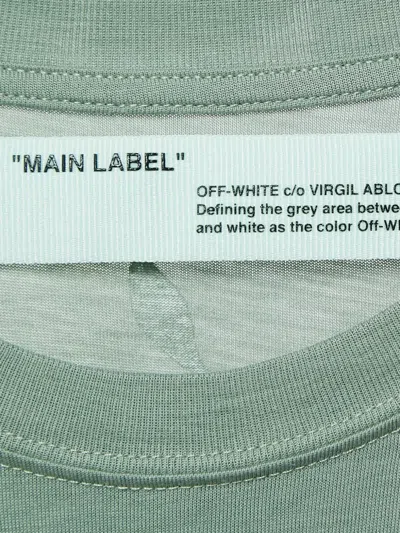 "MAIN LABEL"
OFF-WHITE c/o VIRGIL ABLO
Defining the grey area betwe
and white as the color Off-W